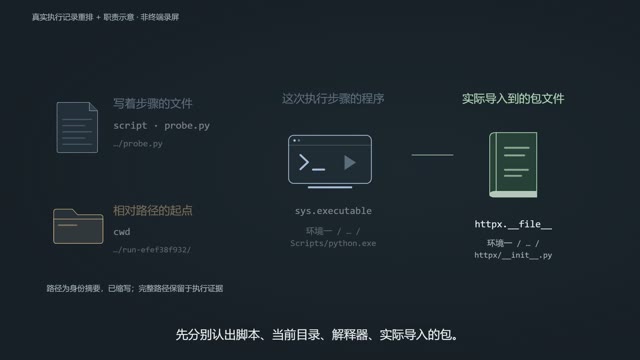 真实执行记录重排 + 职责示意 · 非终端录屏
写着步骤的文件
script · probe.py
…/probe.py
相对路径的起点
cwd
…/run-efef38f932/
这次执行步骤的程序
sys.executable
环境一 / … /
Scripts/python.exe
实际导入到的包文件
httpx.__file__
环境一 / … /
httpx/__init__.py
路径为身份摘要，已缩写；完整路径保留于执行证据
先分别认出脚本、当前目录、解释器、实际导入的包。